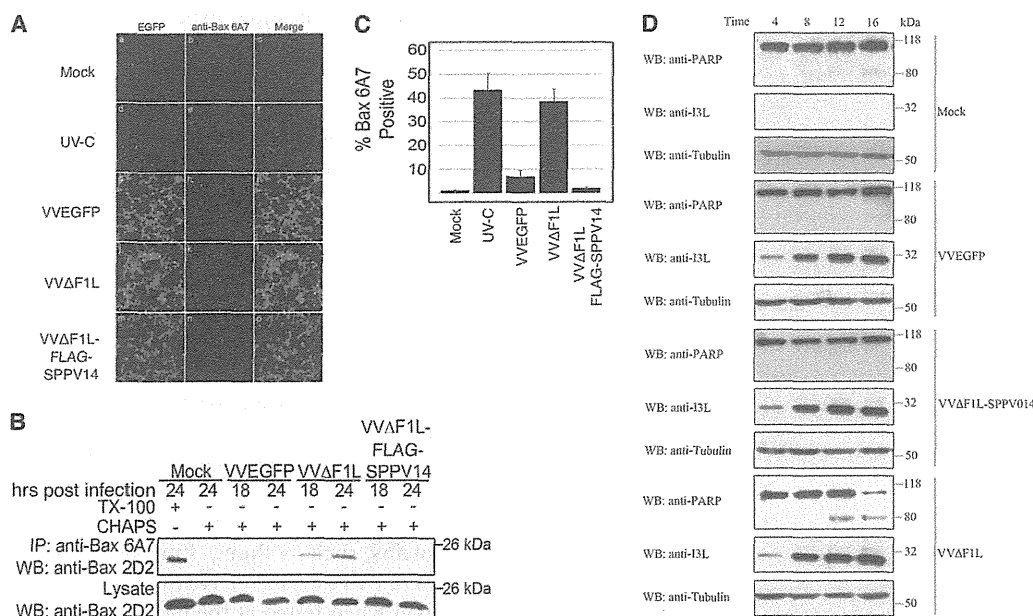 A
EGFP anti-Bax 6A7 Merge
a
d e f
Mock
UV-C
VVEGFP
VVΔF1L
VVΔF1L-
FLAG-
SPPV14
B
VVΔF1L-
FLAG-
SPPV14
Mock VVEGFP VVΔF1L
hrs post infection 24 24 18 24 18 24 18 24
TX-100 + - - - - - - -
CHAPS - + + + + + + +
IP: anti-Bax 6A7
WB: anti-Bax 2D2
26 kDa
Lysate
WB: anti-Bax 2D2
26 kDa
C
% Bax 6A7
Positive
60
50
40
30
20
10
Mock
UV-C
VVEGFP
VVΔF1L
VVΔF1L
FLAG-SPPV14
D
Time 4 8 12 16 kDa
WB: anti-PARP
118
80
WB: anti-I3L
32
WB: anti-Tubulin
50
Mock
WB: anti-PARP
118
80
WB: anti-I3L
32
WB: anti-Tubulin
50
VVEGFP
WB: anti-PARP
118
80
WB: anti-I3L
32
WB: anti-Tubulin
50
VVΔF1L-SPPV014
WB: anti-PARP
118
80
WB: anti-I3L
32
WB: anti-Tubulin
50
VVΔF1L